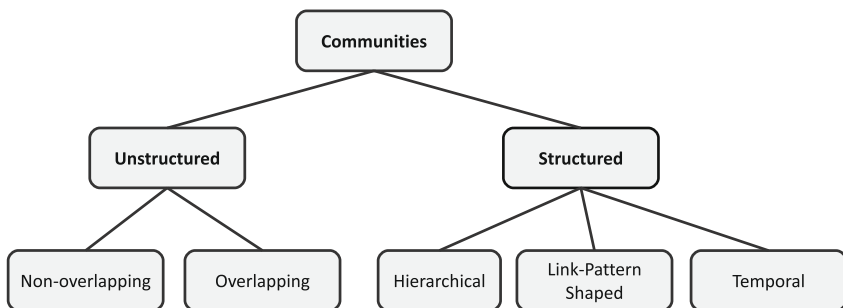 Communities
Unstructured
Structured
Non-overlapping
Overlapping
Hierarchical
Link-Pattern
Shaped
Temporal